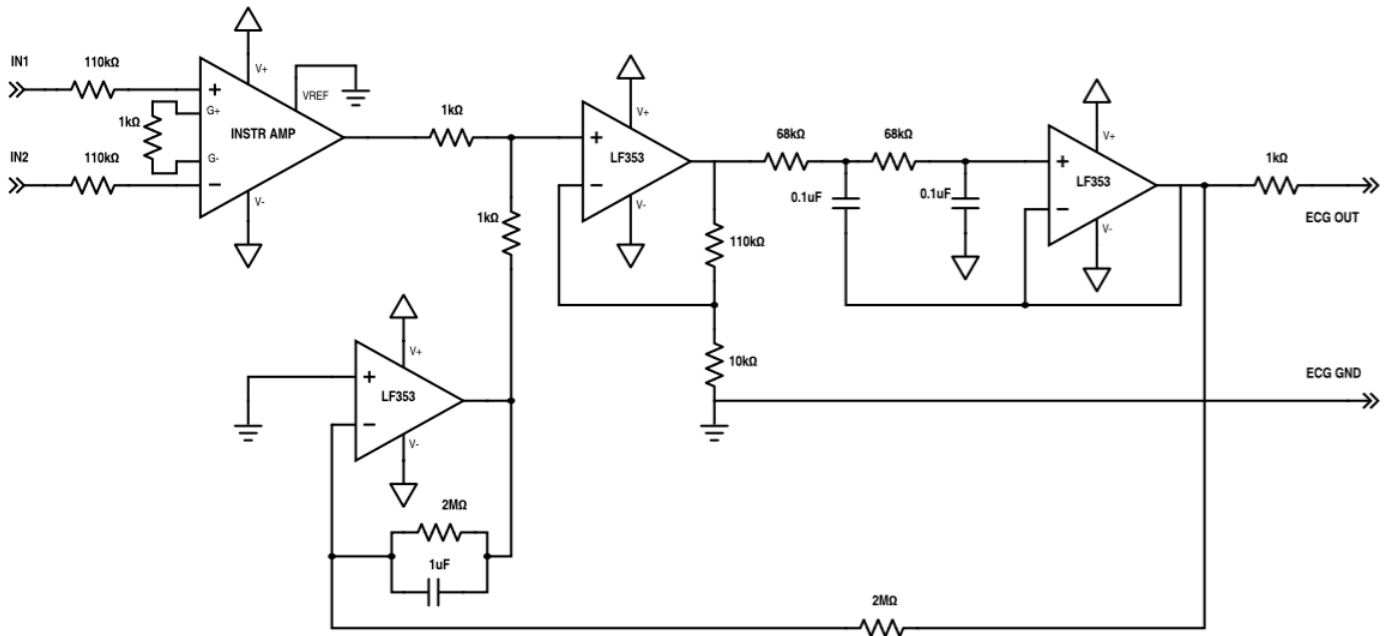 IN1
110kΩ
+
V+
VREF
G+
1kΩ
INSTR AMP
G-
IN2
110kΩ
−
V-
1kΩ
1kΩ
+
V+
LF353
−
V-
110kΩ
10kΩ
68kΩ
68kΩ
0.1uF
0.1uF
+
V+
LF353
−
V-
1kΩ
ECG OUT
ECG GND
+
V+
LF353
−
V-
2MΩ
1uF
2MΩ